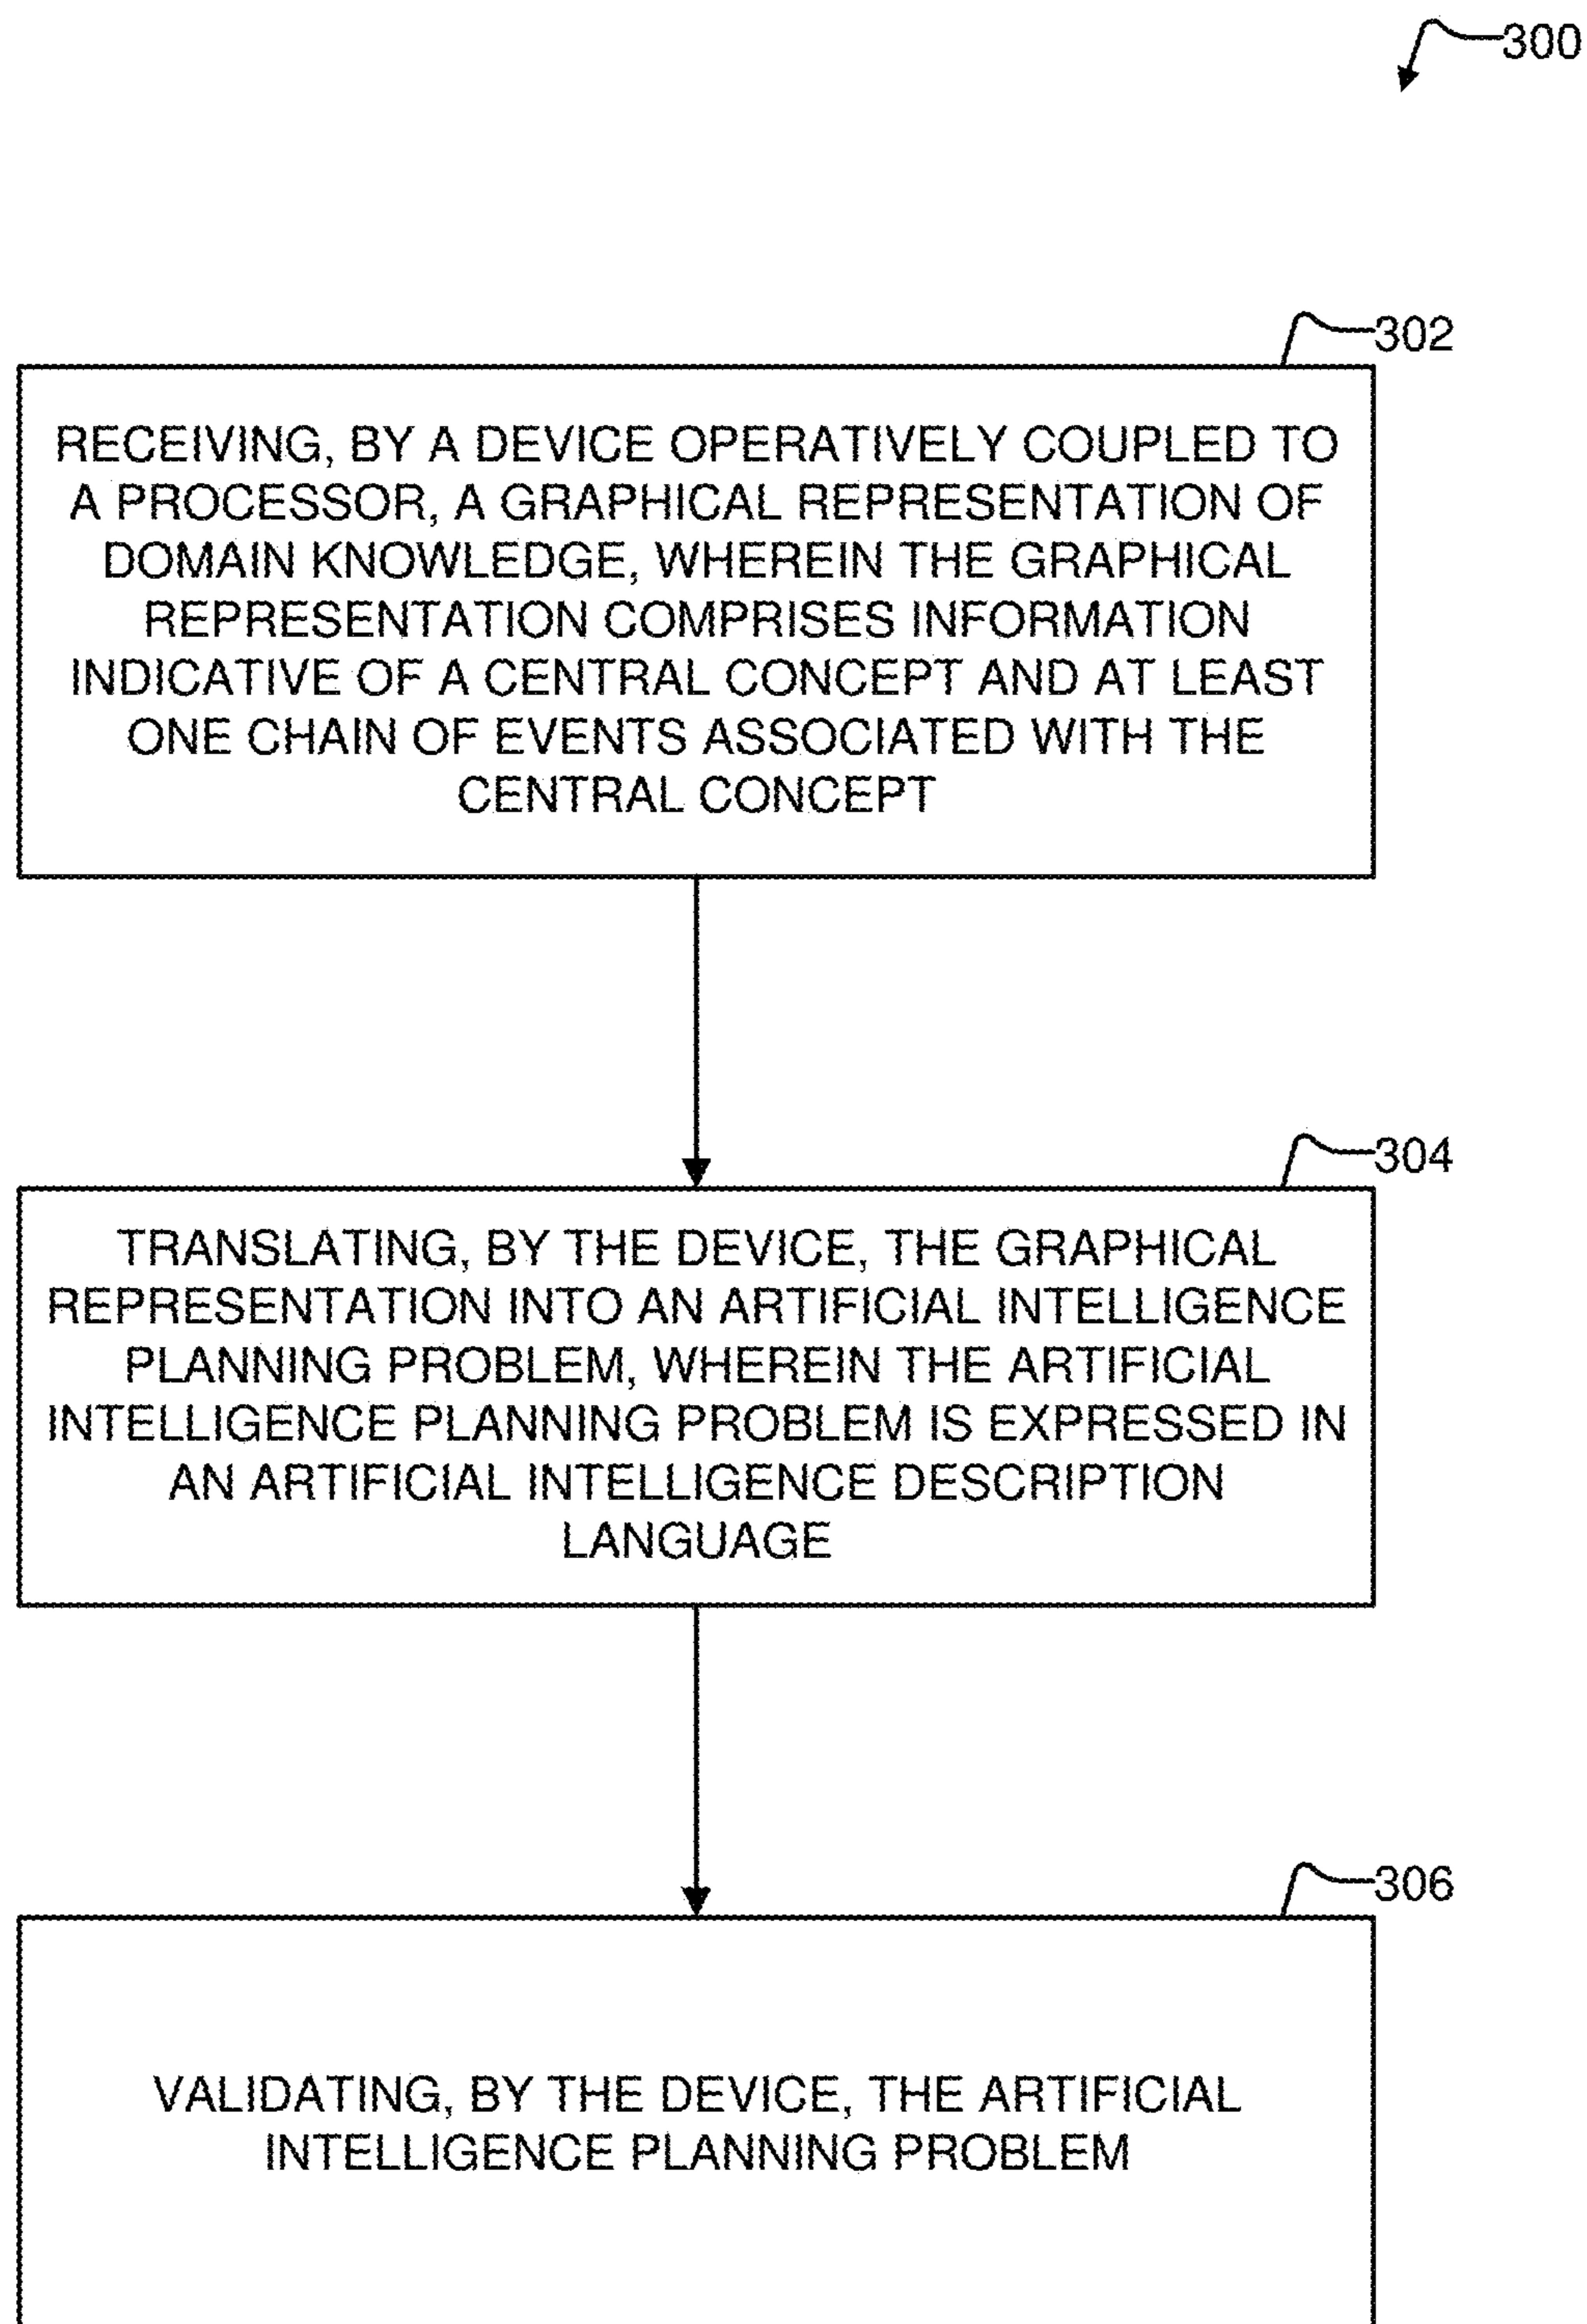 300
302
RECEIVING, BY A DEVICE OPERATIVELY COUPLED TO
A PROCESSOR, A GRAPHICAL REPRESENTATION OF
DOMAIN KNOWLEDGE, WHEREIN THE GRAPHICAL
REPRESENTATION COMPRISES INFORMATION
INDICATIVE OF A CENTRAL CONCEPT AND AT LEAST
ONE CHAIN OF EVENTS ASSOCIATED WITH THE
CENTRAL CONCEPT
304
TRANSLATING, BY THE DEVICE, THE GRAPHICAL
REPRESENTATION INTO AN ARTIFICIAL INTELLIGENCE
PLANNING PROBLEM, WHEREIN THE ARTIFICIAL
INTELLIGENCE PLANNING PROBLEM IS EXPRESSED IN
AN ARTIFICIAL INTELLIGENCE DESCRIPTION
LANGUAGE
306
VALIDATING, BY THE DEVICE, THE ARTIFICIAL
INTELLIGENCE PLANNING PROBLEM